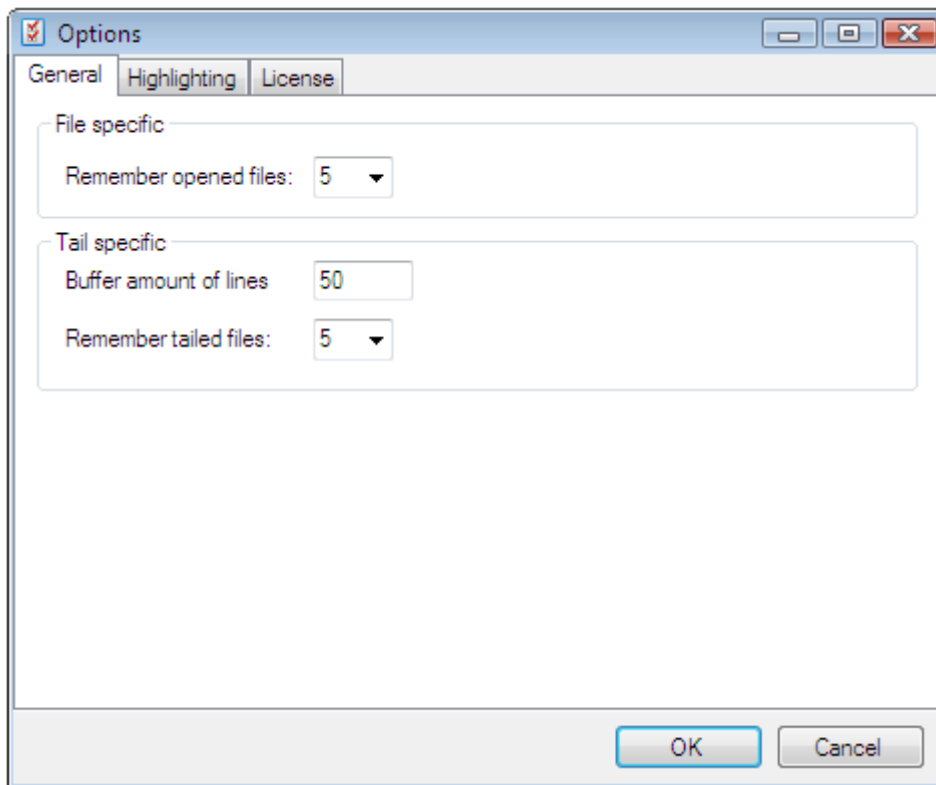 Options
General Highlighting License
File specific
Remember opened files: 5
Tail specific
Buffer amount of lines 50
Remember tailed files: 5
OK Cancel